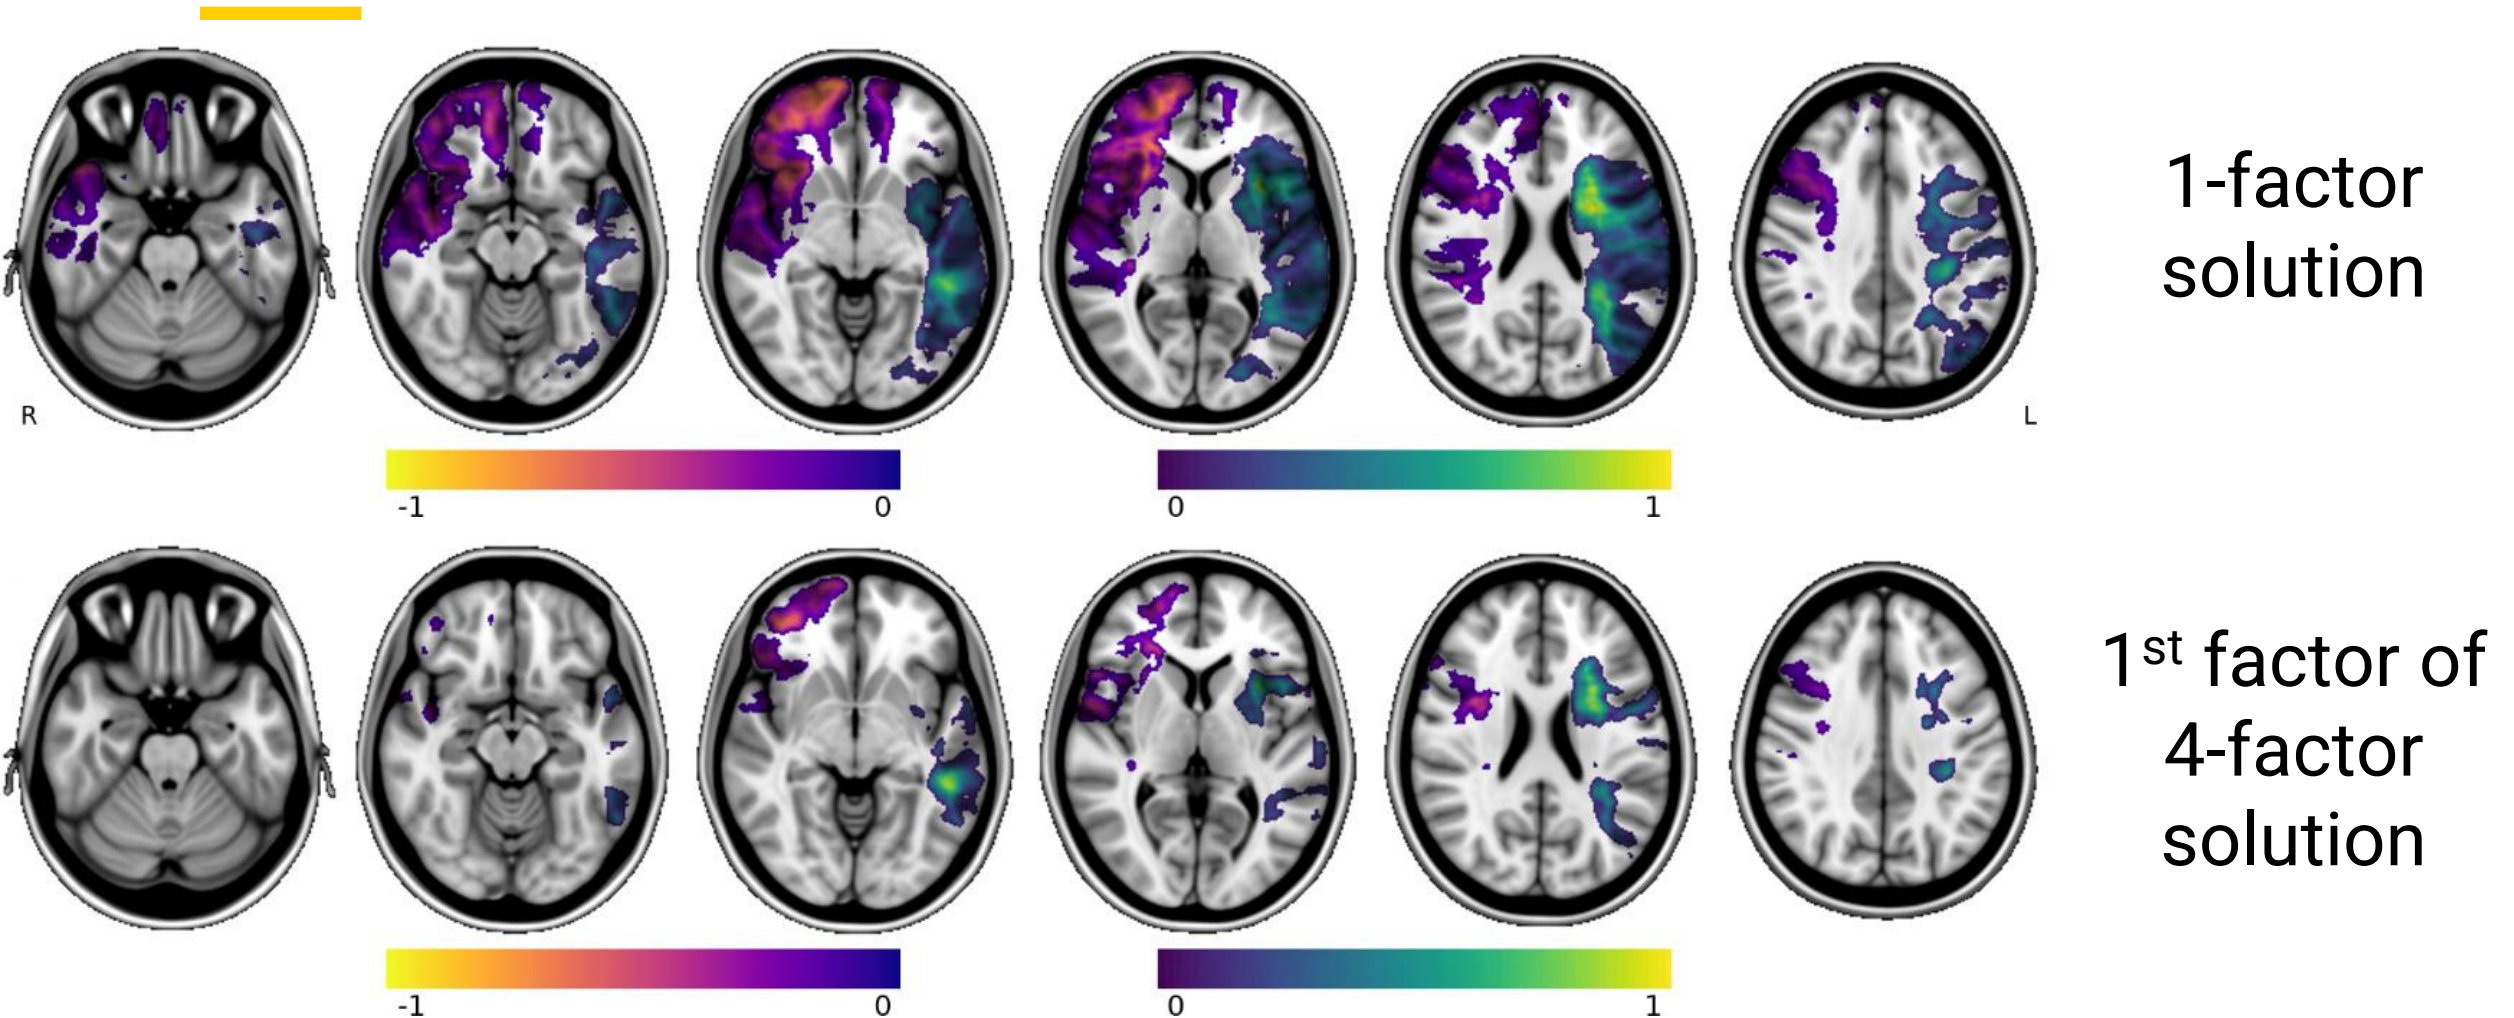 1-factor
solution
R
L
-1 0
0 1
1st factor of
4-factor
solution
-1 0
0 1